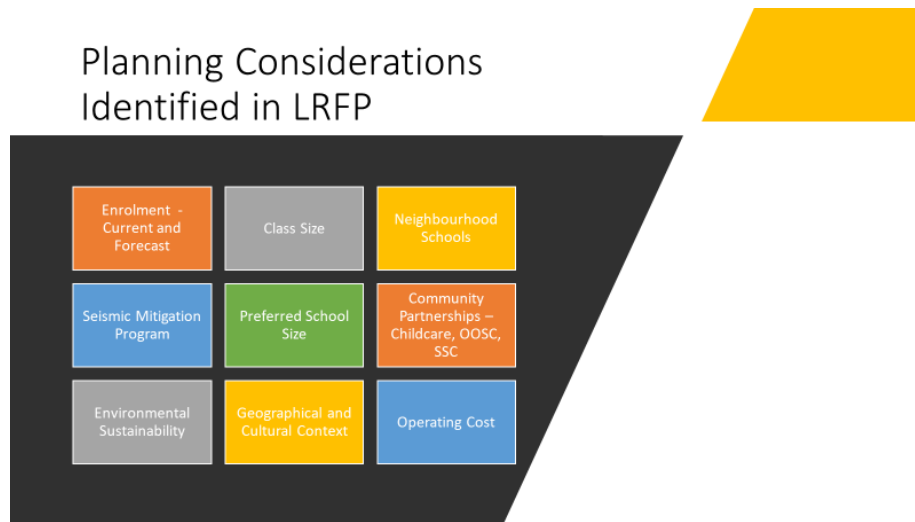 Planning Considerations
Identified in LRFP
Enrolment -
Current and
Forecast
Class Size
Neighbourhood
Schools
Seismic Mitigation
Program
Preferred School
Size
Community
Partnerships –
Childcare, OOSC,
SSC
Environmental
Sustainability
Geographical and
Cultural Context
Operating Cost